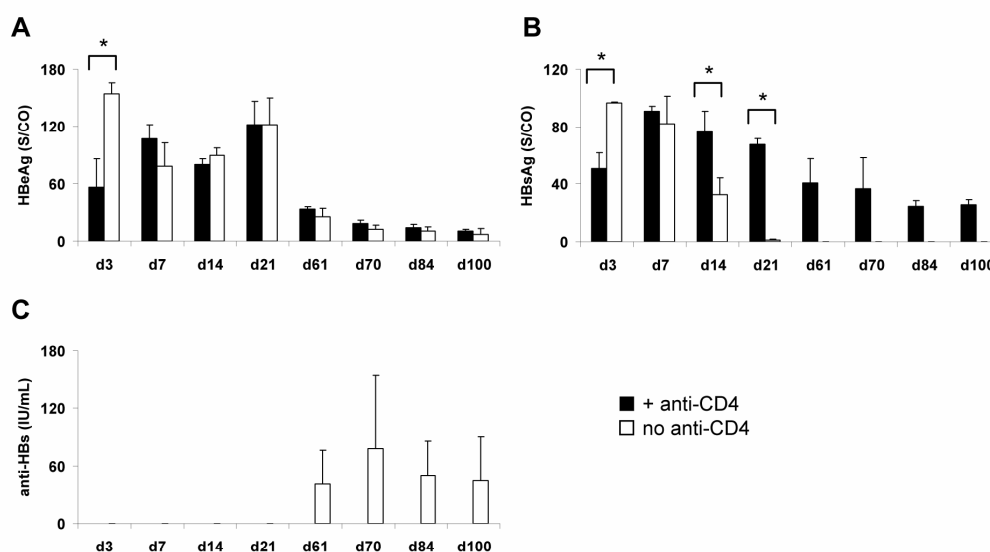 A
HBeAg (S/CO)
180
120
60
0
*
d3 d7 d14 d21 d61 d70 d84 d100
B
HBsAg (S/CO)
120
80
40
0
* * *
d3 d7 d14 d21 d61 d70 d84 d100
C
anti-HBs (IU/mL)
180
120
60
0
d3 d7 d14 d21 d61 d70 d84 d100
+ anti-CD4
no anti-CD4